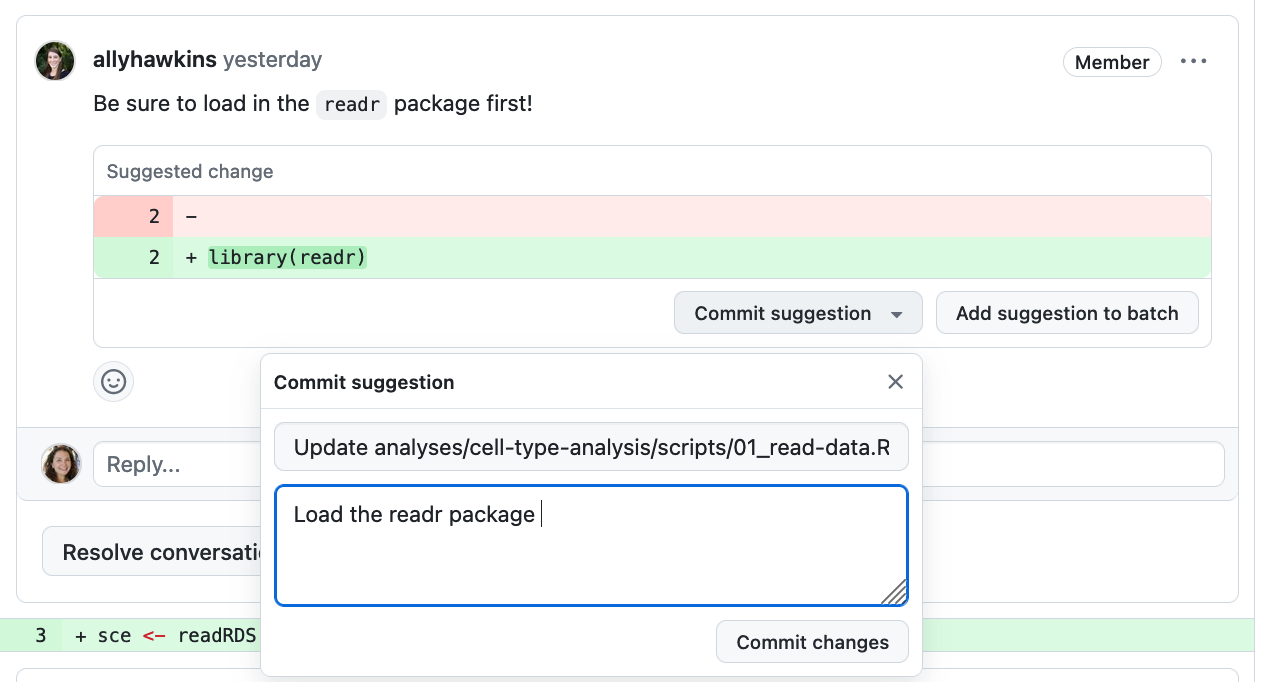 allyhawkins yesterday
Member
Be sure to load in the readr package first!
Suggested change
2 −
2 + library(readr)
Commit suggestion
Add suggestion to batch
Commit suggestion
Update analyses/cell-type-analysis/scripts/01_read-data.R
Reply...
Load the readr package
Resolve conversati
3 + sce <− readRDS
Commit changes